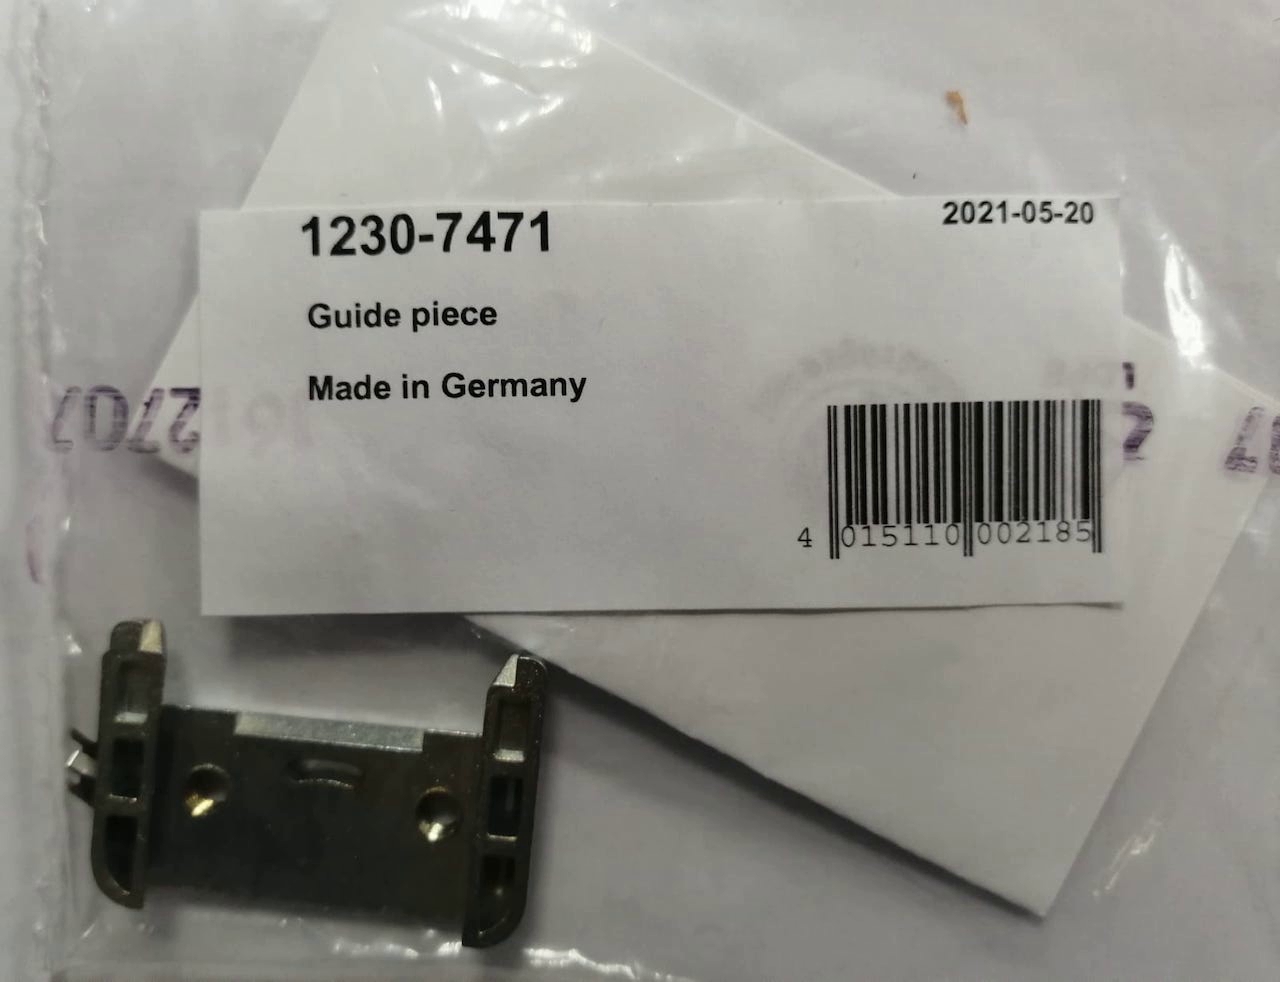 1230-7471
2021-05-20
Guide piece
Made in Germany
4 015110 002185